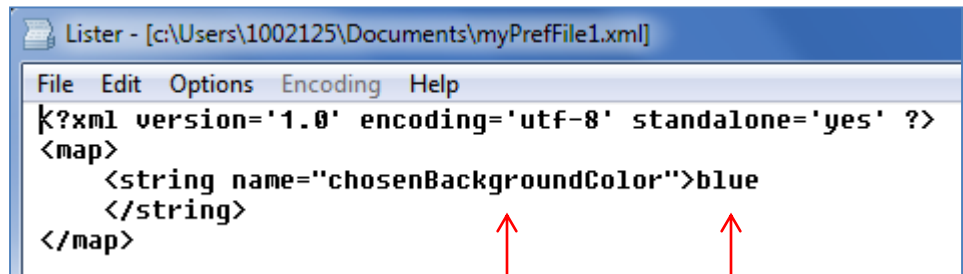 Lister - [c:\Users\1002125\Documents\myPrefFile1.xml]
File Edit Options Encoding Help
<?xml version='1.0' encoding='utf-8' standalone='yes' ?>
<map>
    <string name="chosenBackgroundColor">blue
    </string>
</map>